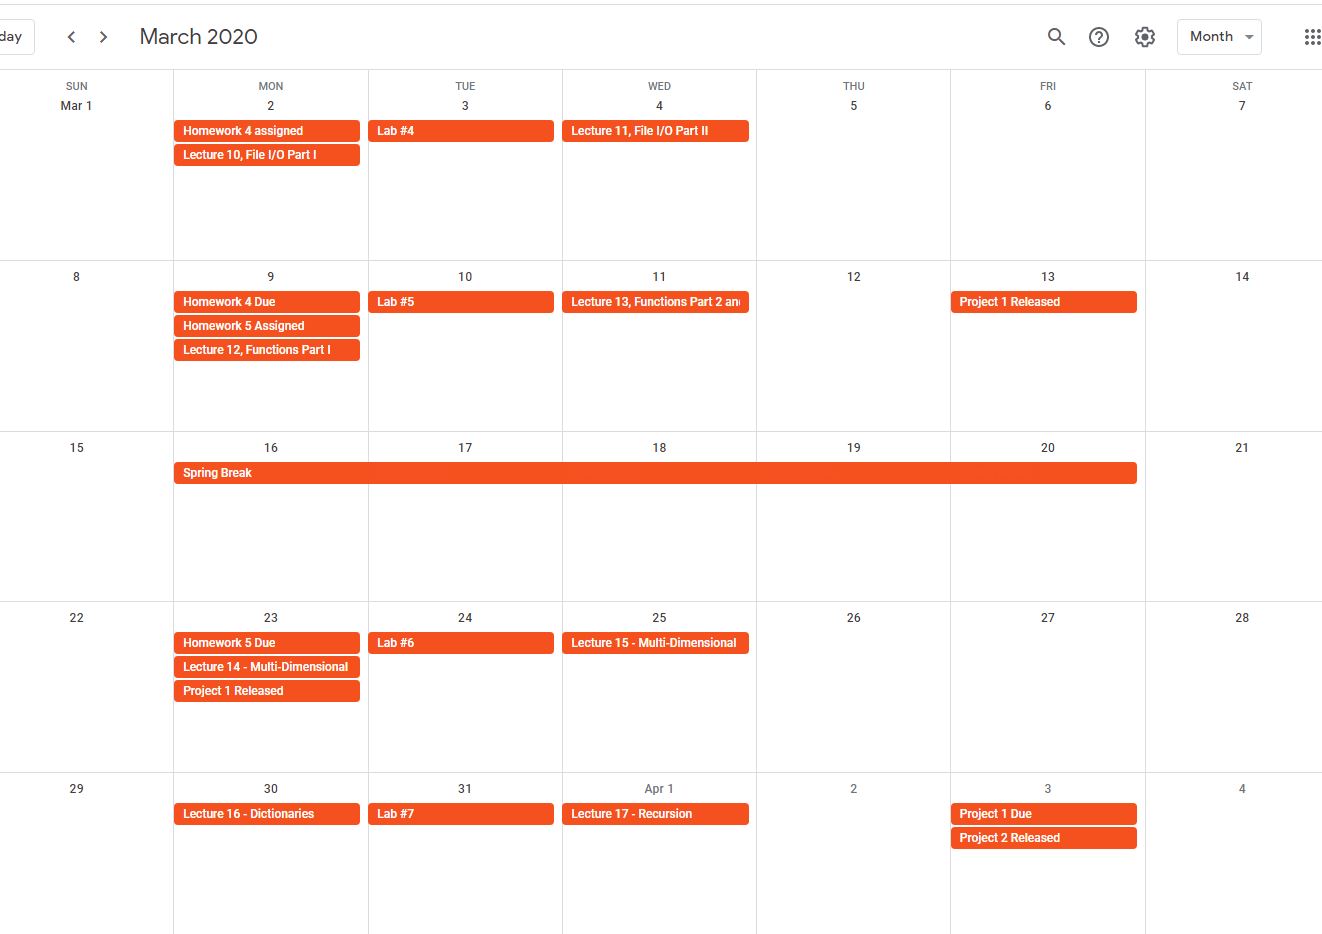 day
March 2020
Month
SUN MON TUE WED THU FRI SAT
Mar 1 2 3 4 5 6 7
Homework 4 assigned Lab #4 Lecture 11, File I/O Part II
Lecture 10, File I/O Part I
8 9 10 11 12 13 14
Homework 4 Due Lab #5 Lecture 13, Functions Part 2 an Project 1 Released
Homework 5 Assigned
Lecture 12, Functions Part I
15 16 17 18 19 20 21
Spring Break
22 23 24 25 26 27 28
Homework 5 Due Lab #6 Lecture 15 - Multi-Dimensional
Lecture 14 - Multi-Dimensional
Project 1 Released
29 30 31 Apr 1 2 3 4
Lecture 16 - Dictionaries Lab #7 Lecture 17 - Recursion Project 1 Due
Project 2 Released